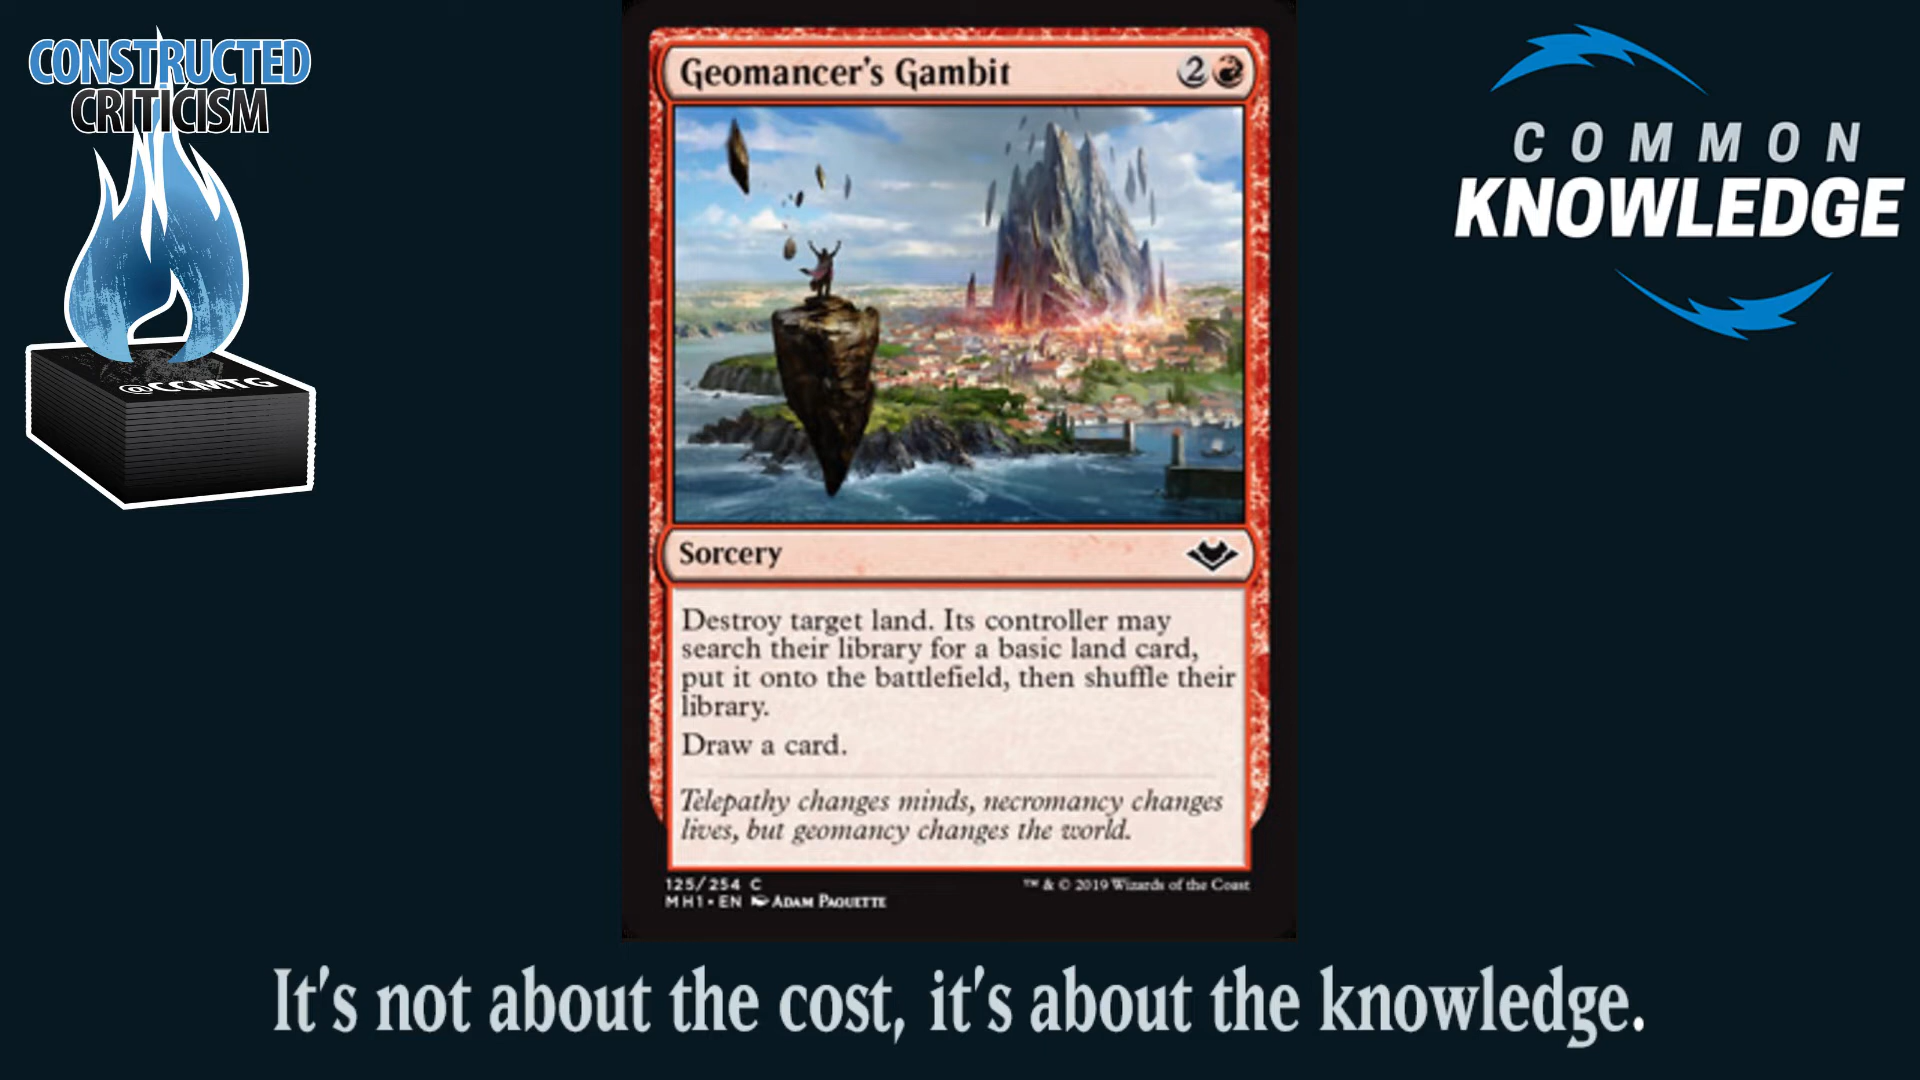 CONSTRUCTED
CRITICISM
@CCMTG
Geomancer's Gambit
2
Sorcery
Destroy target land. Its controller may
search their library for a basic land card,
put it onto the battlefield, then shuffle their
library.
Draw a card.
Telepathy changes minds, necromancy changes
lives, but geomancy changes the world.
125/254 C
MH1 • EN ADAM PAQUETTE
™ & © 2019 Wizards of the Coast
COMMON
KNOWLEDGE
It's not about the cost, it's about the knowledge.